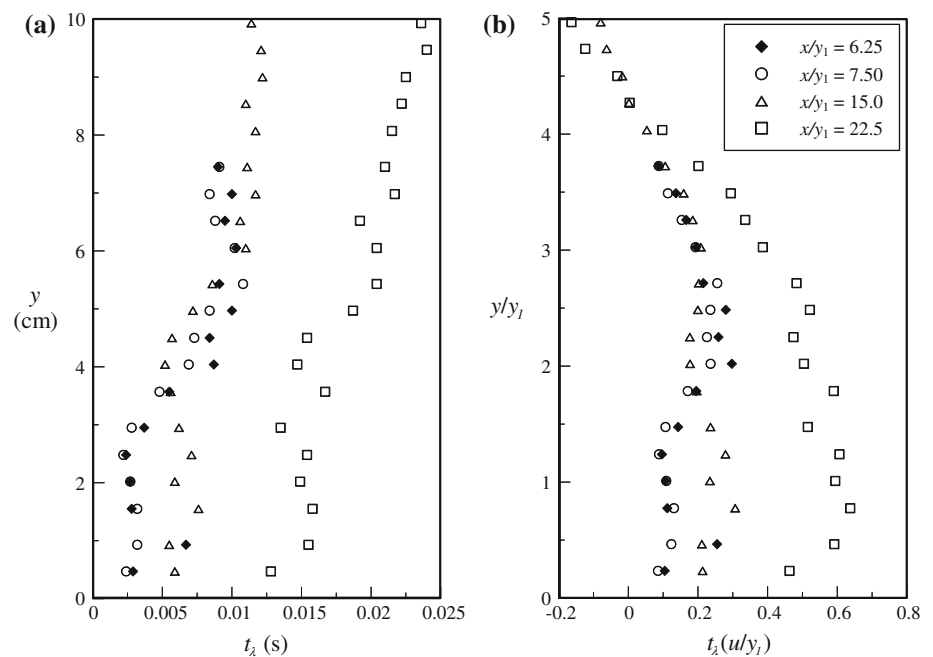 (a)
10
8
6
4
2
0
y
(cm)
0
0.005
0.01
0.015
0.02
0.025
tλ (s)
(b)
5
4
3
2
1
0
y/y1
-0.2
0
0.2
0.4
0.6
0.8
tλ(u/y1)
x/y1 = 6.25
x/y1 = 7.50
x/y1 = 15.0
x/y1 = 22.5